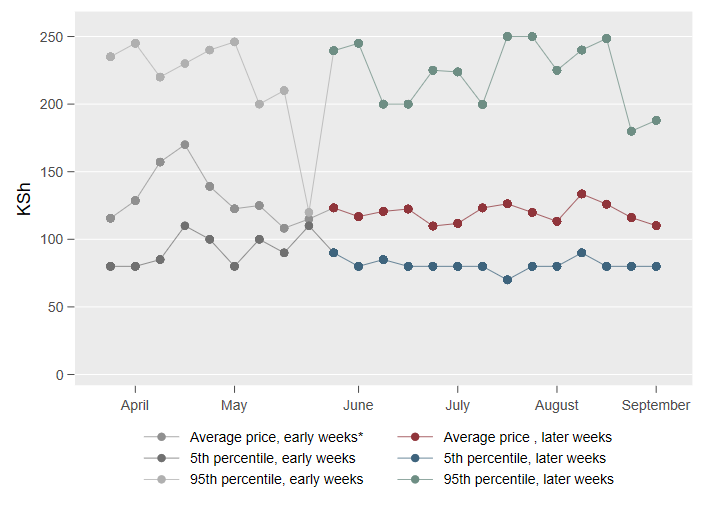 250
200
150
100
50
0
KSh
April May June July August September
Average price, early weeks* Average price , later weeks
5th percentile, early weeks 5th percentile, later weeks
95th percentile, early weeks 95th percentile, later weeks